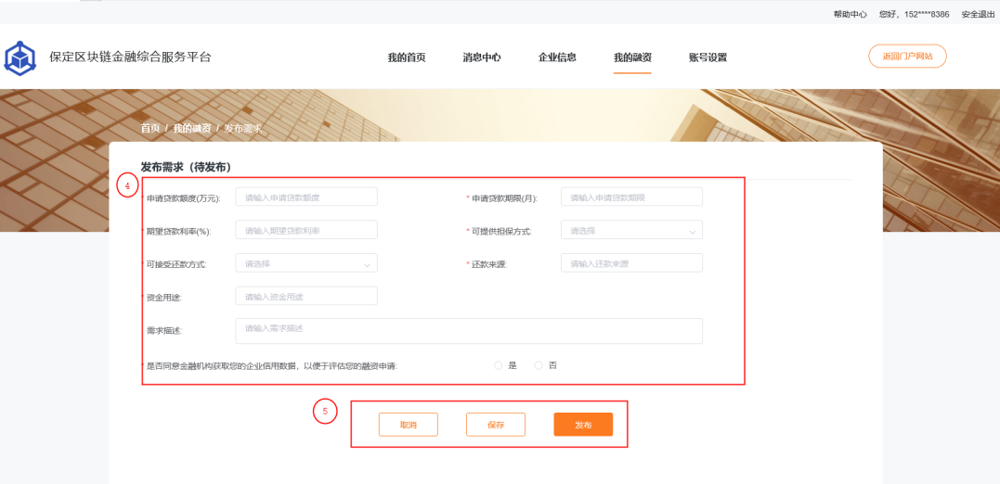 帮助中心 您好，152****8386 安全退出
保定区块链金融综合服务平台 我的首页 消息中心 企业信息 我的融资 账号设置 返回门户网站
首页 / 我的融资 / 发布需求
发布需求（待发布）
4
* 申请贷款额度(万元): 请输入申请贷款额度 * 申请贷款期限(月): 请输入申请贷款期限
* 期望贷款利率(%): 请输入期望贷款利率 * 可提供担保方式: 请选择
* 可接受还款方式: 请选择 * 还款来源: 请输入还款来源
* 资金用途: 请输入资金用途
需求描述: 请输入需求描述
* 是否同意金融机构获取您的企业信用数据，以便于评估您的融资申请: 是 否
5
取消 保存 发布